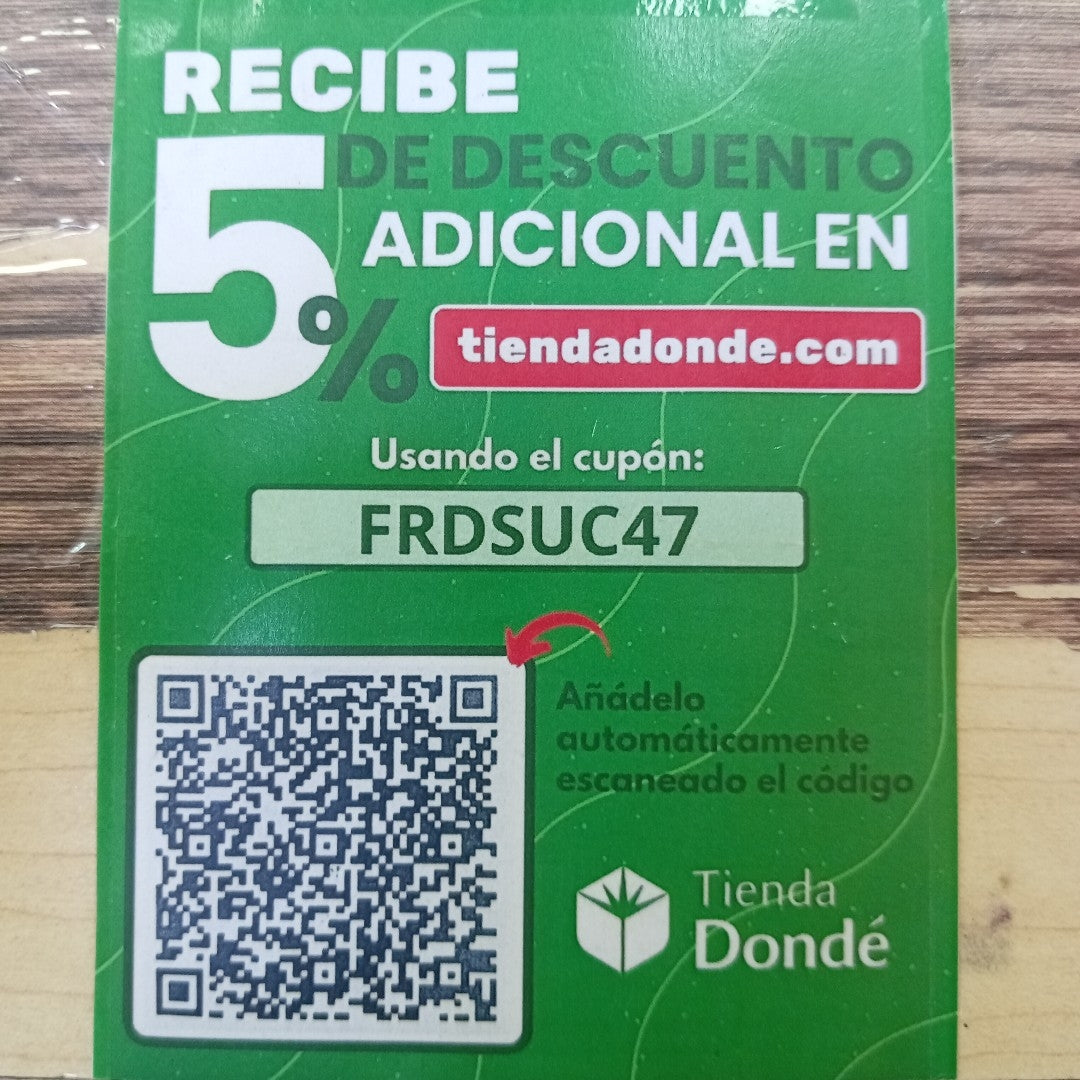 RECIBE
5% DE DESCUENTO
ADICIONAL EN
tiendadonde.com
Usando el cupón:
FRDSUC47
Añádelo
automáticamente
escaneado el código
Tienda
Dondé